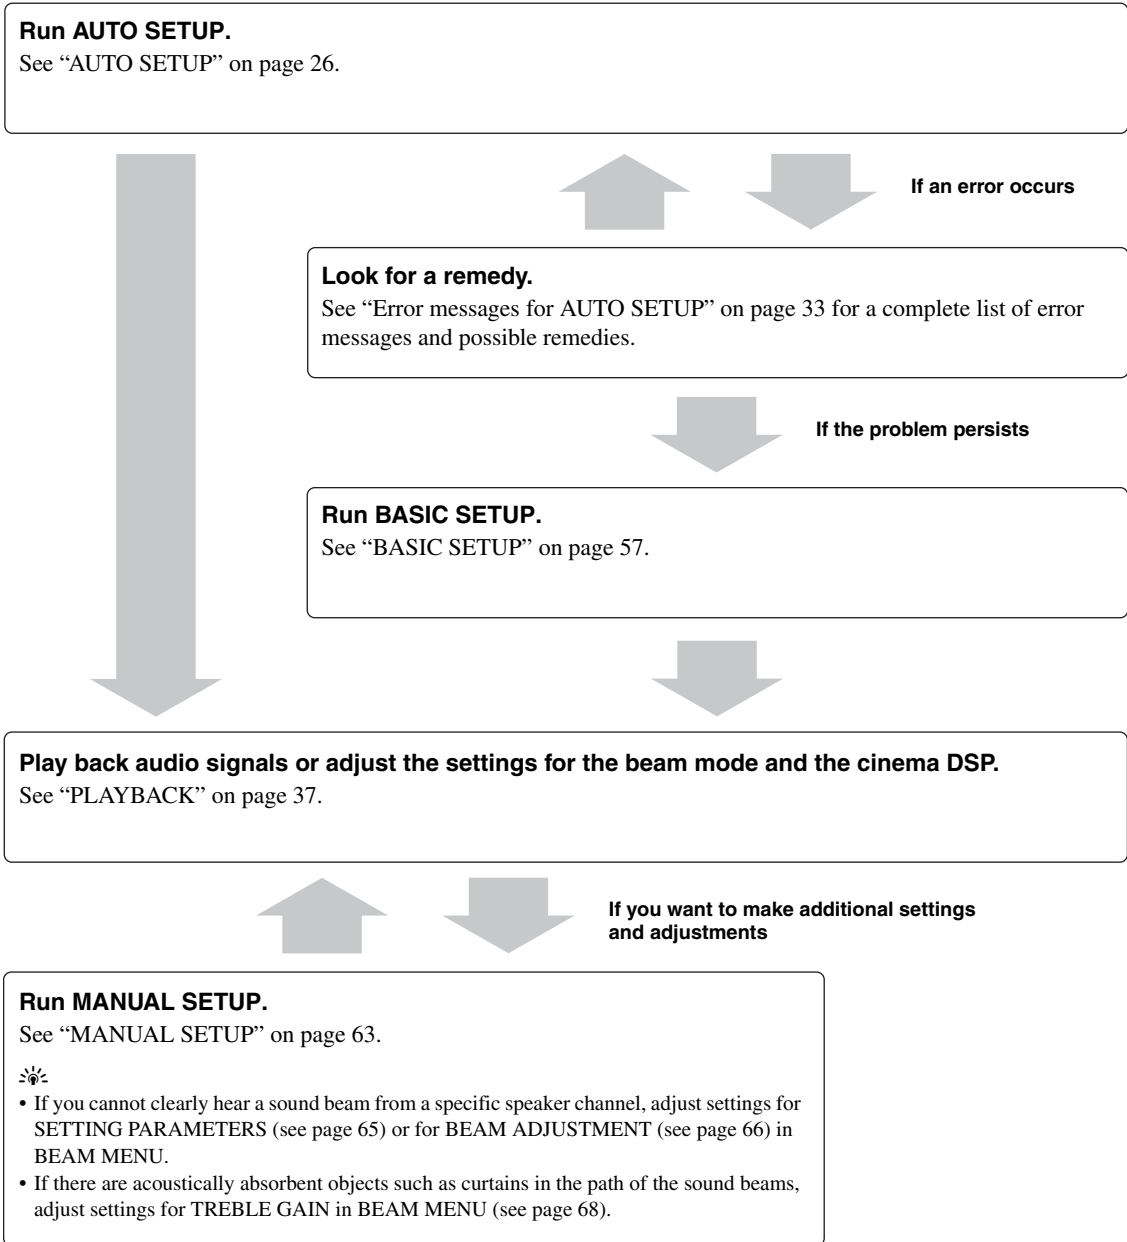 Run AUTO SETUP.
See “AUTO SETUP” on page 26.
If an error occurs
Look for a remedy.
See “Error messages for AUTO SETUP” on page 33 for a complete list of error
messages and possible remedies.
If the problem persists
Run BASIC SETUP.
See “BASIC SETUP” on page 57.
Play back audio signals or adjust the settings for the beam mode and the cinema DSP.
See “PLAYBACK” on page 37.
If you want to make additional settings
and adjustments
Run MANUAL SETUP.
See “MANUAL SETUP” on page 63.
• If you cannot clearly hear a sound beam from a specific speaker channel, adjust settings for
SETTING PARAMETERS (see page 65) or for BEAM ADJUSTMENT (see page 66) in
BEAM MENU.
• If there are acoustically absorbent objects such as curtains in the path of the sound beams,
adjust settings for TREBLE GAIN in BEAM MENU (see page 68).